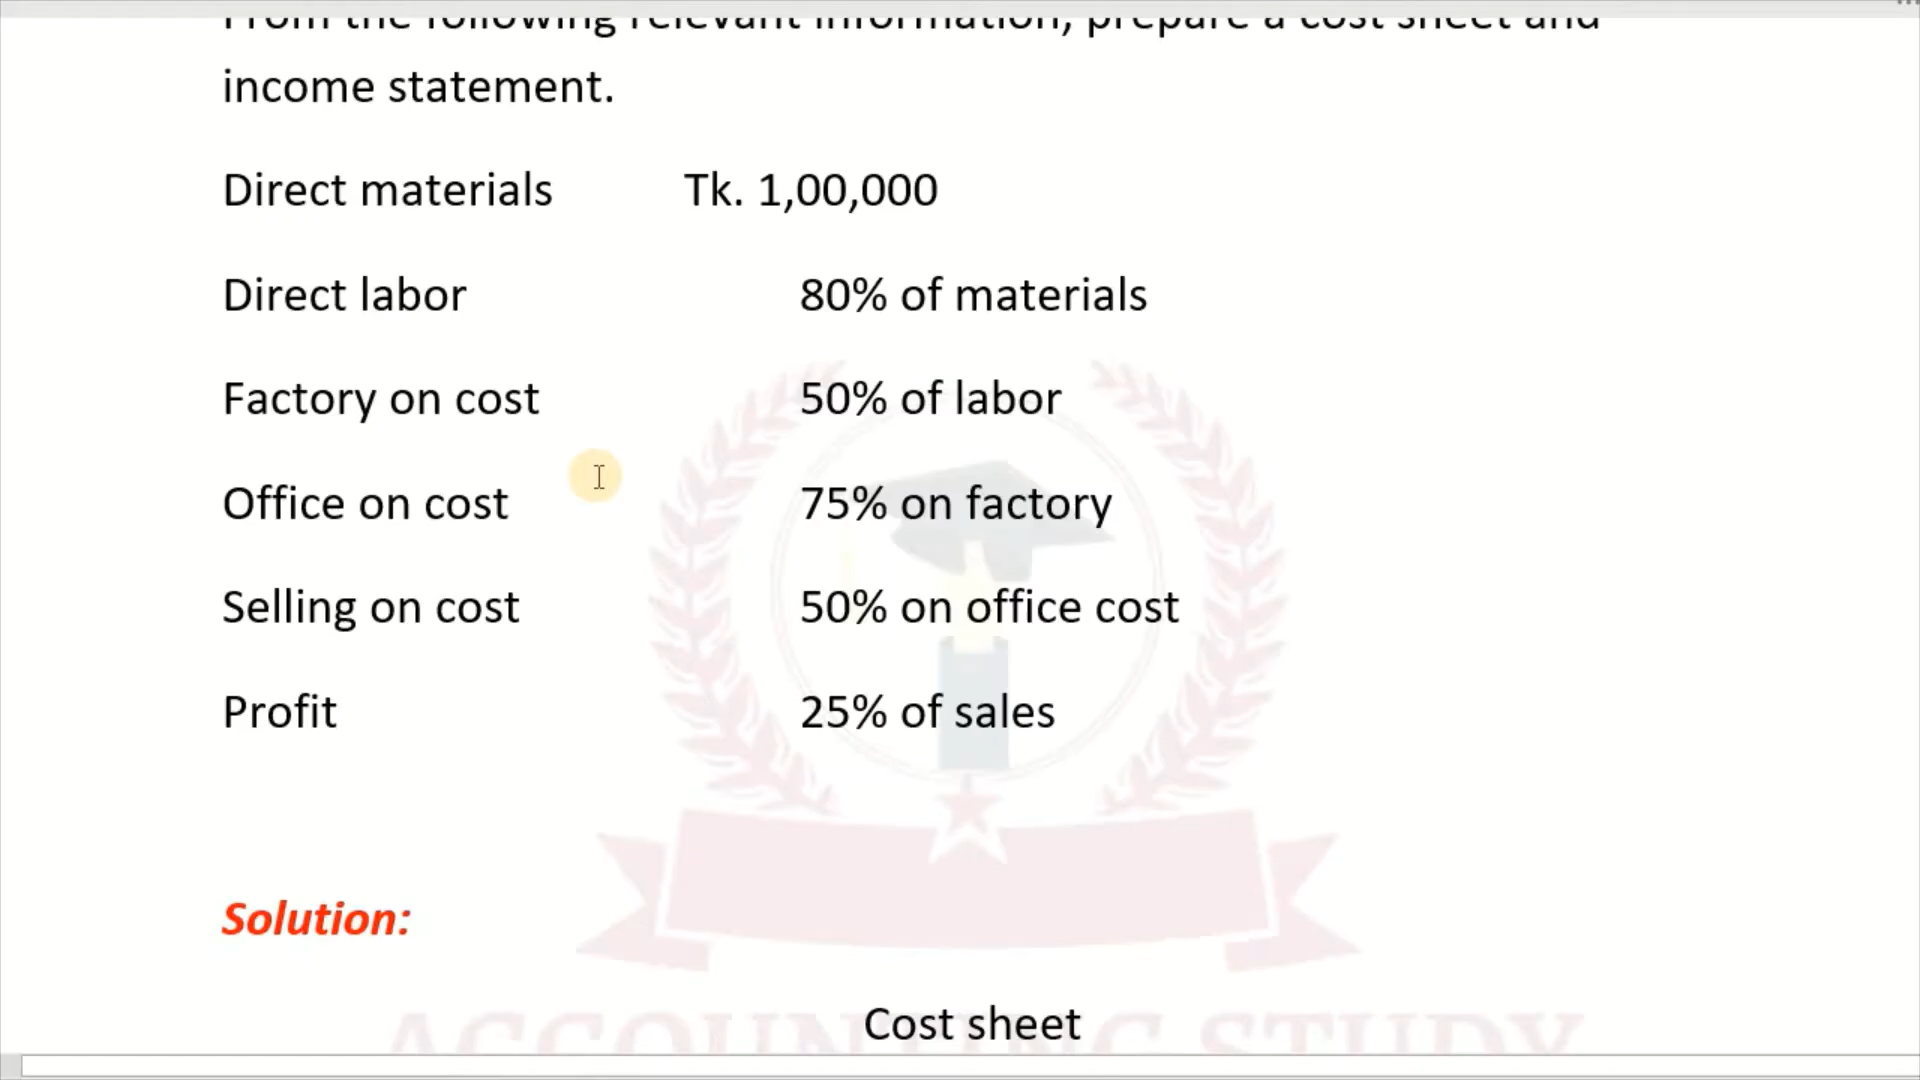 From the following relevant information, prepare a cost sheet and
income statement.
Direct materials Tk. 1,00,000
Direct labor 80% of materials
Factory on cost 50% of labor
Office on cost 75% on factory
Selling on cost 50% on office cost
Profit 25% of sales
Solution:
Cost sheet
ACCOUNTING STUDY